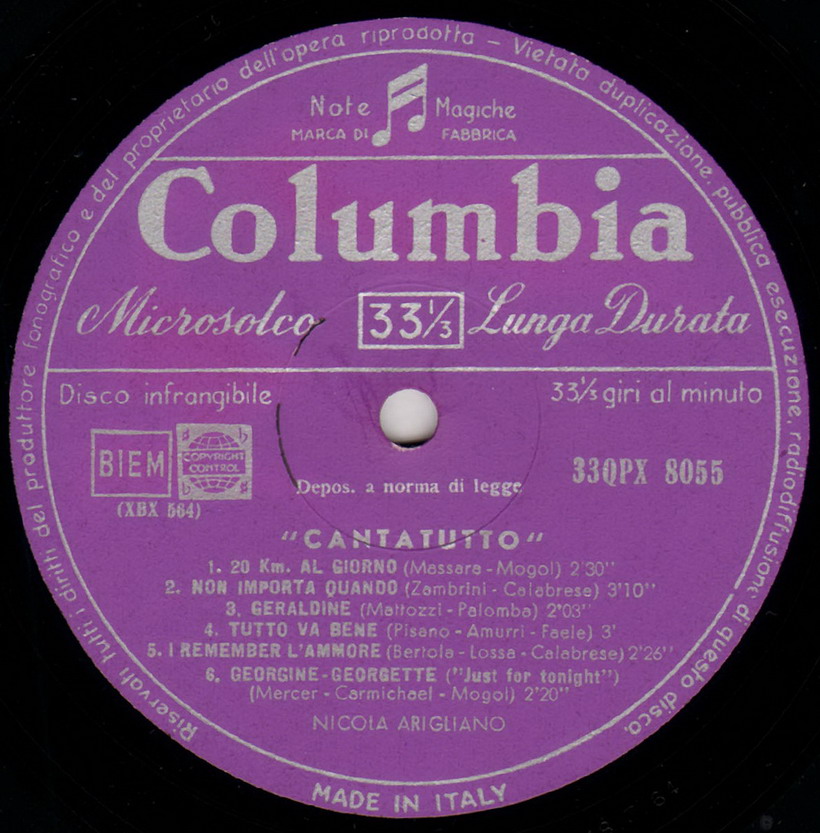 Riservati tutti i diritti del produttore fonografico e del proprietario dell'opera riprodotta – Vietata duplicazione, pubblica esecuzione, radiodiffusione di questo disco.
Note Magiche
MARCA DI FABBRICA
Columbia
Microsolco 33⅓ Lunga Durata
Disco infrangibile 33⅓ giri al minuto
BIEM COPYRIGHT CONTROL 33QPX 8055
(XBX 564)
Depos. a norma di legge
"CANTATUTTO"
1. 20 Km. AL GIORNO (Massara - Mogol) 2'30"
2. NON IMPORTA QUANDO (Zambrini - Calabrese) 3'10"
3. GERALDINE (Mattozzi - Palomba) 2'03"
4. TUTTO VA BENE (Pisano - Amurri - Faele) 3'
5. I REMEMBER L'AMMORE (Bertola - Lossa - Calabrese) 2'26"
6. GEORGINE-GEORGETTE ("Just for tonight")
(Mercer - Carmichael - Mogol) 2'20"
NICOLA ARIGLIANO
MADE IN ITALY